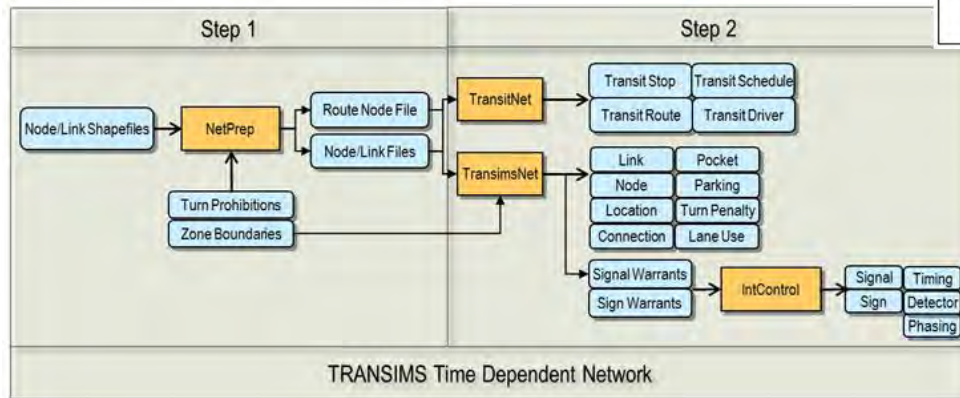 Step 1
Step 2
Node/Link Shapefiles
NetPrep
Turn Prohibitions
Zone Boundaries
Route Node File
Node/Link Files
TransitNet
TransimsNet
Transit Stop
Transit Schedule
Transit Route
Transit Driver
Link
Pocket
Node
Parking
Location
Turn Penalty
Connection
Lane Use
Signal Warrants
Sign Warrants
IntControl
Signal
Timing
Sign
Detector
Phasing
TRANSIMS Time Dependent Network